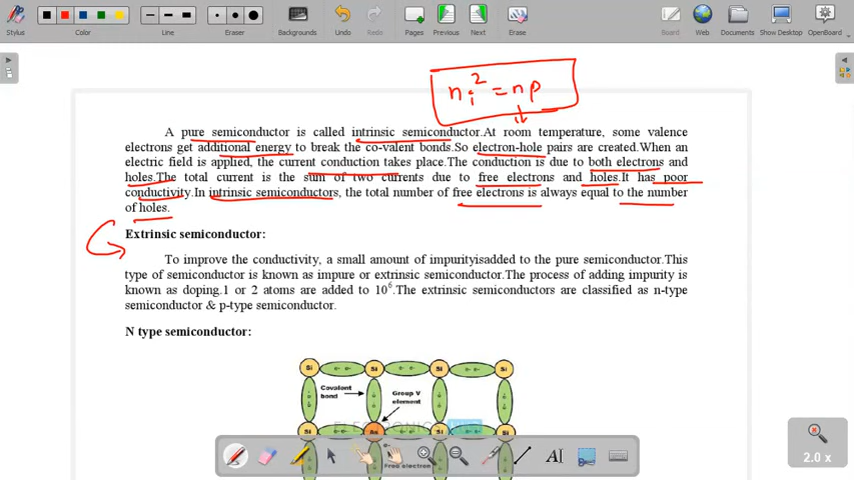 Stylus
Color
Line
Eraser
Backgrounds
Undo
Redo
Pages
Previous
Next
Erase
Board
Web
Documents
Show Desktop
OpenBoard
ni² = np
A pure semiconductor is called intrinsic semiconductor.At room temperature, some valence
electrons get additional energy to break the co-valent bonds.So electron-hole pairs are created.When an
electric field is applied, the current conduction takes place.The conduction is due to both electrons and
holes.The total current is the sum of two currents due to free electrons and holes.It has poor
conductivity.In intrinsic semiconductors, the total number of free electrons is always equal to the number
of holes.
Extrinsic semiconductor:
To improve the conductivity, a small amount of impurityisadded to the pure semiconductor.This
type of semiconductor is known as impure or extrinsic semiconductor.The process of adding impurity is
known as doping.1 or 2 atoms are added to 10⁶.The extrinsic semiconductors are classified as n-type
semiconductor & p-type semiconductor.
N type semiconductor:
Si Si Si Si
Covalent
bond
Group V
element
Si As Si Si
Free electron
2.0 x